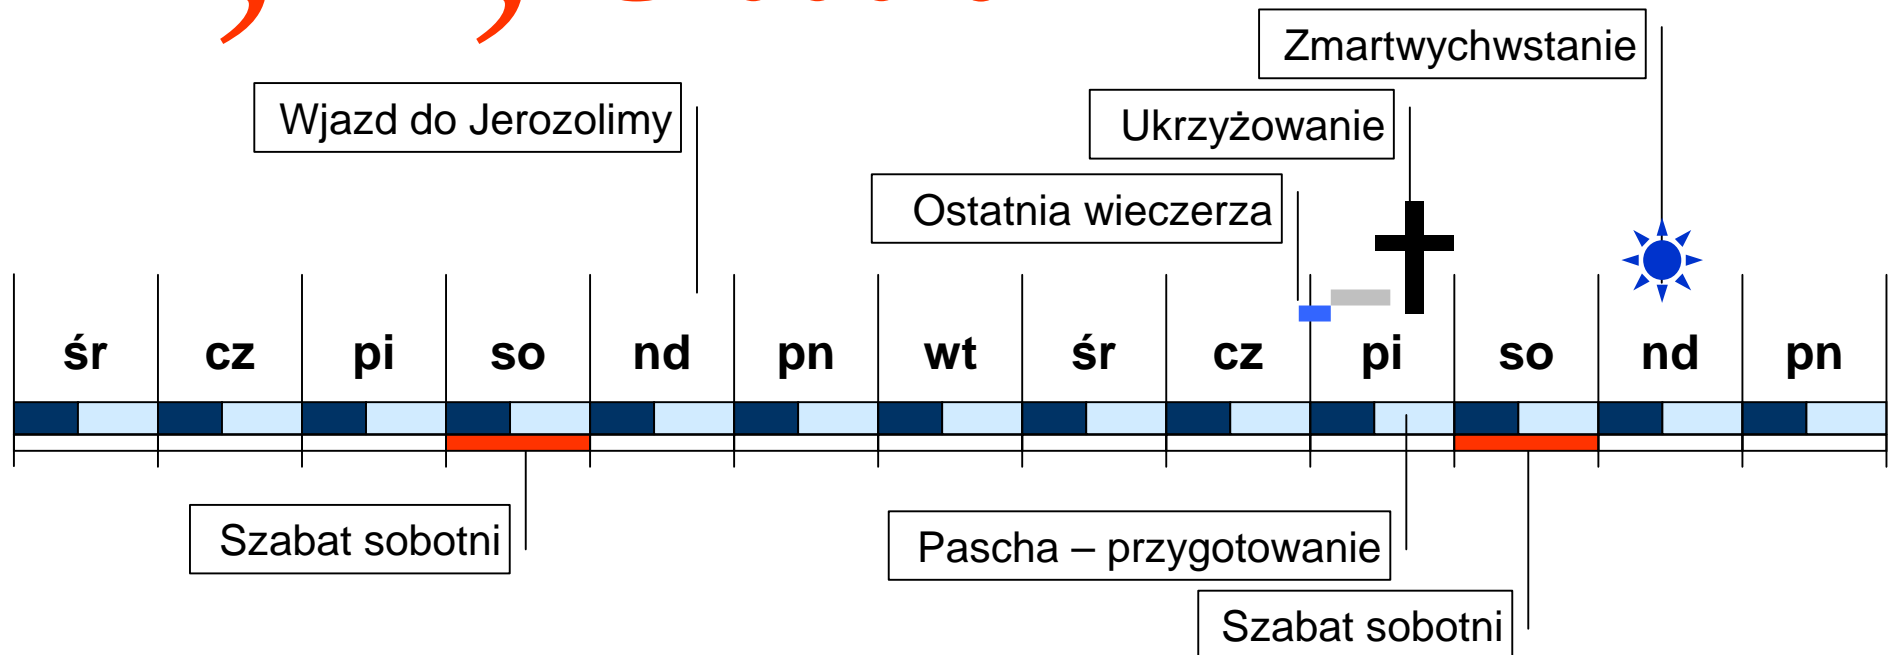 Zmartwychwstanie
Wjazd do Jerozolimy
Ukrzyżowanie
Ostatnia wieczerza
śr cz pi so nd pn wt śr cz pi so nd pn
Szabat sobotni
Pascha – przygotowanie
Szabat sobotni